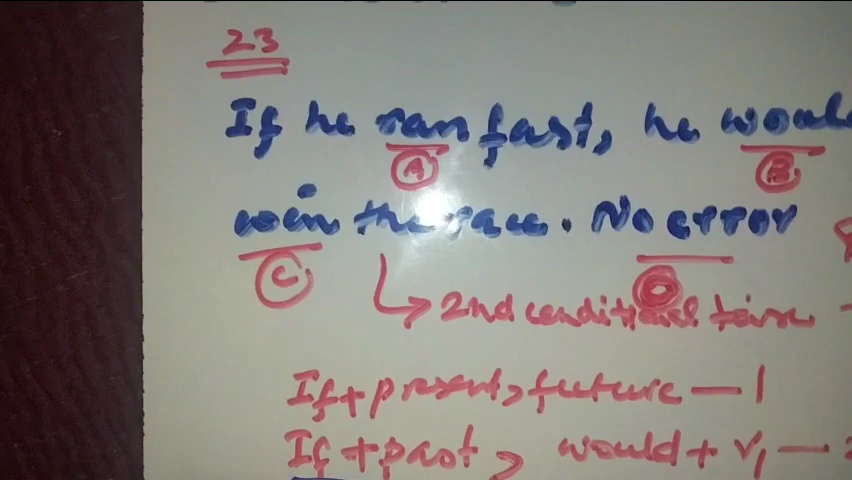 23
If he ran fast, he would
A B
win the race. No error
C D
2nd conditional tense
If + present, future — 1
If + past, would + V1 —